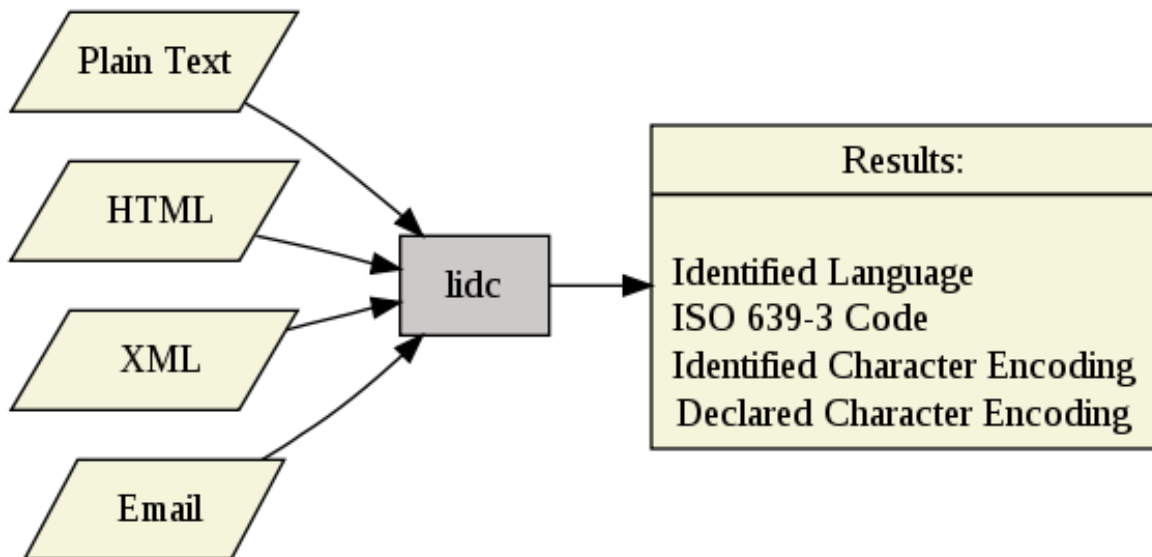 Plain Text
HTML
XML
Email
lidc
Results:
Identified Language
ISO 639-3 Code
Identified Character Encoding
Declared Character Encoding